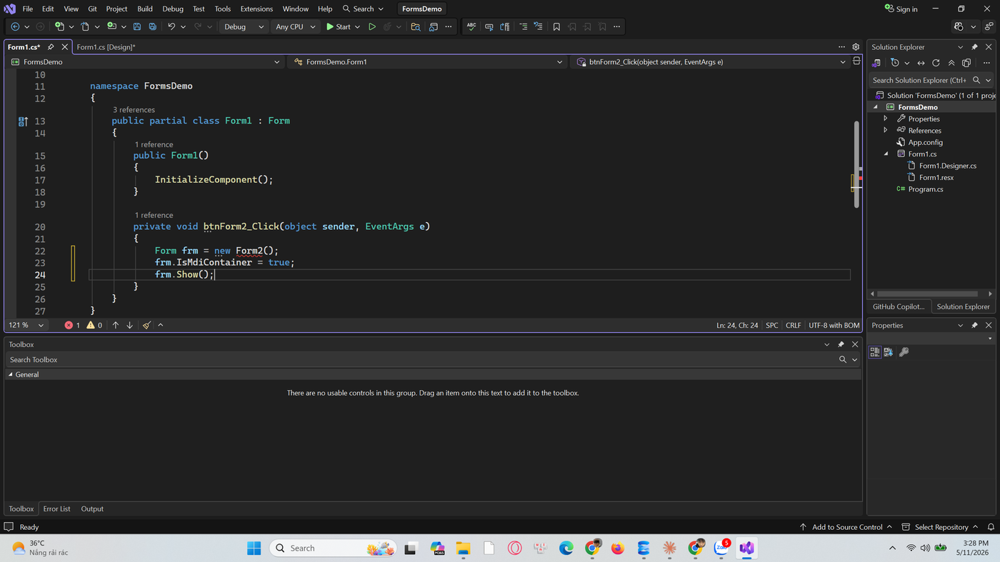 File Edit View Git Project Build Debug Test Tools Extensions Window Help Search FormsDemo Sign in
Debug Any CPU Start
Form1.cs* Form1.cs [Design]*
FormsDemo FormsDemo.Form1 btnForm2_Click(object sender, EventArgs e)
10
11 namespace FormsDemo
12 {
3 references
13 public partial class Form1 : Form
14 {
1 reference
15 public Form1()
16 {
17 InitializeComponent();
18 }
19
1 reference
20 private void btnForm2_Click(object sender, EventArgs e)
21 {
22 Form frm = new Form2();
23 frm.IsMdiContainer = true;
24 frm.Show();
25 }
26 }
27 }
121 % 1 0 Ln: 24, Ch: 24 SPC CRLF UTF-8 with BOM
Toolbox
Search Toolbox
General
There are no usable controls in this group. Drag an item onto this text to add it to the toolbox.
Toolbox Error List Output
Solution Explorer
Search Solution Explorer (Ctrl+
Solution 'FormsDemo' (1 of 1 proje
FormsDemo
Properties
References
App.config
Form1.cs
Form1.Designer.cs
Form1.resx
C# Program.cs
GitHub Copilot... Solution Explorer
Properties
Ready Add to Source Control Select Repository
36°C
Nắng rải rác
Search
M365
Zalo
5
3:28 PM
5/11/2026